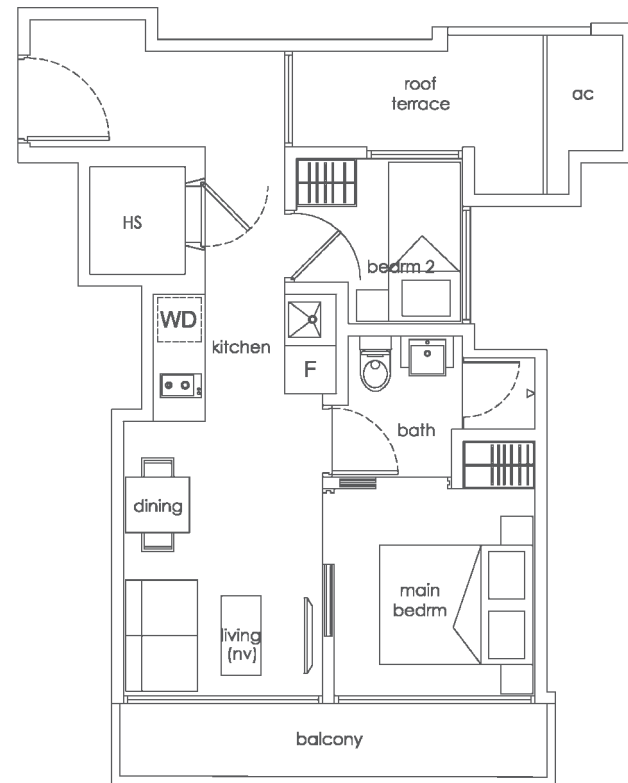 roof
terrace
ac
HS
bedrm 2
WD
kitchen
F
bath
dining
main
bedrm
living
(nv)
balcony